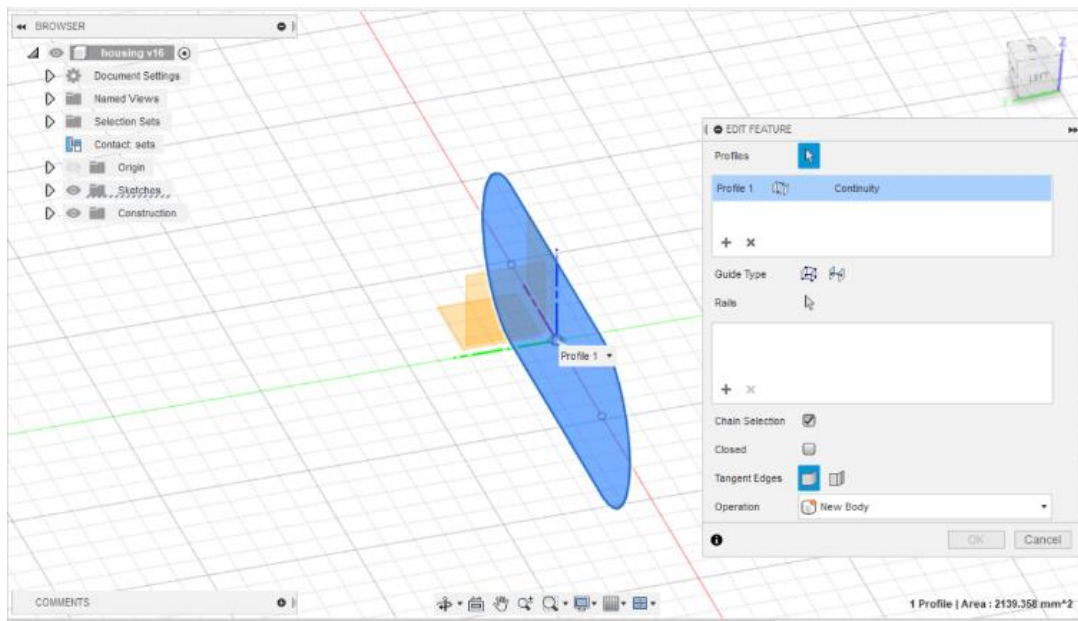 BROWSER
housing v16
Document Settings
Named Views
Selection Sets
Contact sets
Origin
Sketches
Construction
LEFT
Z
EDIT FEATURE
Profiles
Profile 1 Continuity
Guide Type
Rails
Chain Selection
Closed
Tangent Edges
Operation New Body
OK Cancel
Profile 1
COMMENTS
1 Profile | Area : 2139.358 mm^2